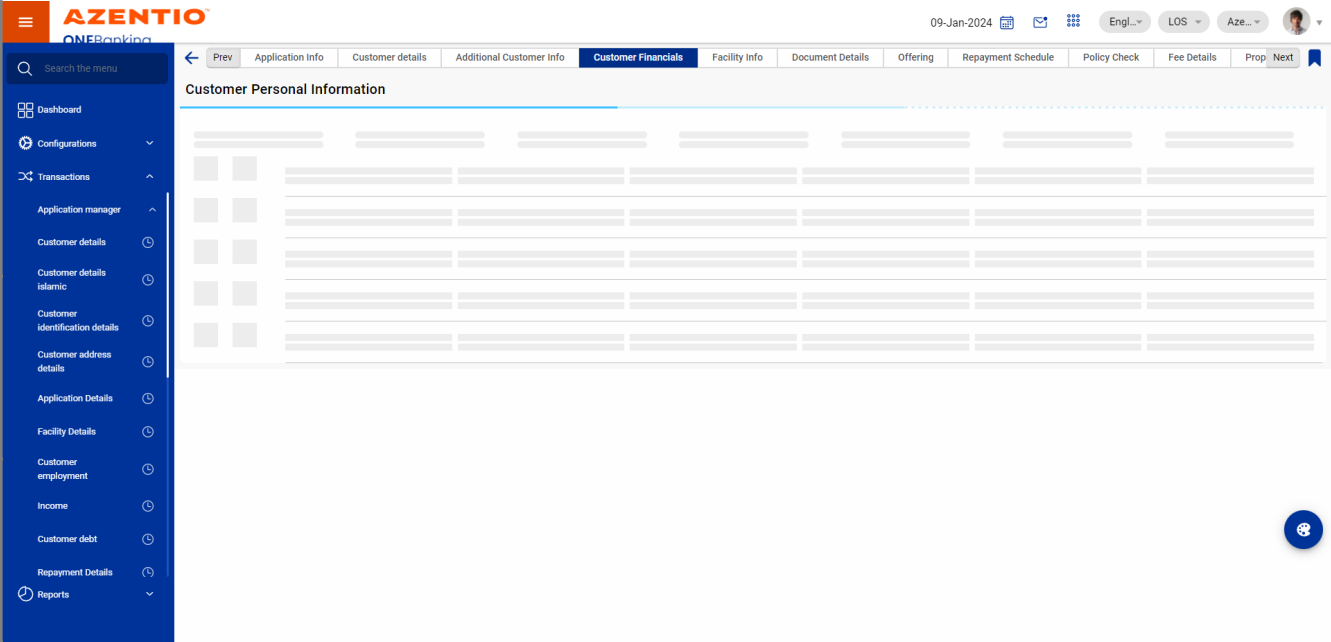 AZENTIO™
ONEBanking
09-Jan-2024
Engl...
LOS
Aze...
Search the menu
Prev
Application Info
Customer details
Additional Customer Info
Customer Financials
Facility Info
Document Details
Offering
Repayment Schedule
Policy Check
Fee Details
Prop
Next
Customer Personal Information
Dashboard
Configurations
Transactions
Application manager
Customer details
Customer details
islamic
Customer
identification details
Customer address
details
Application Details
Facility Details
Customer
employment
Income
Customer debt
Repayment Details
Reports